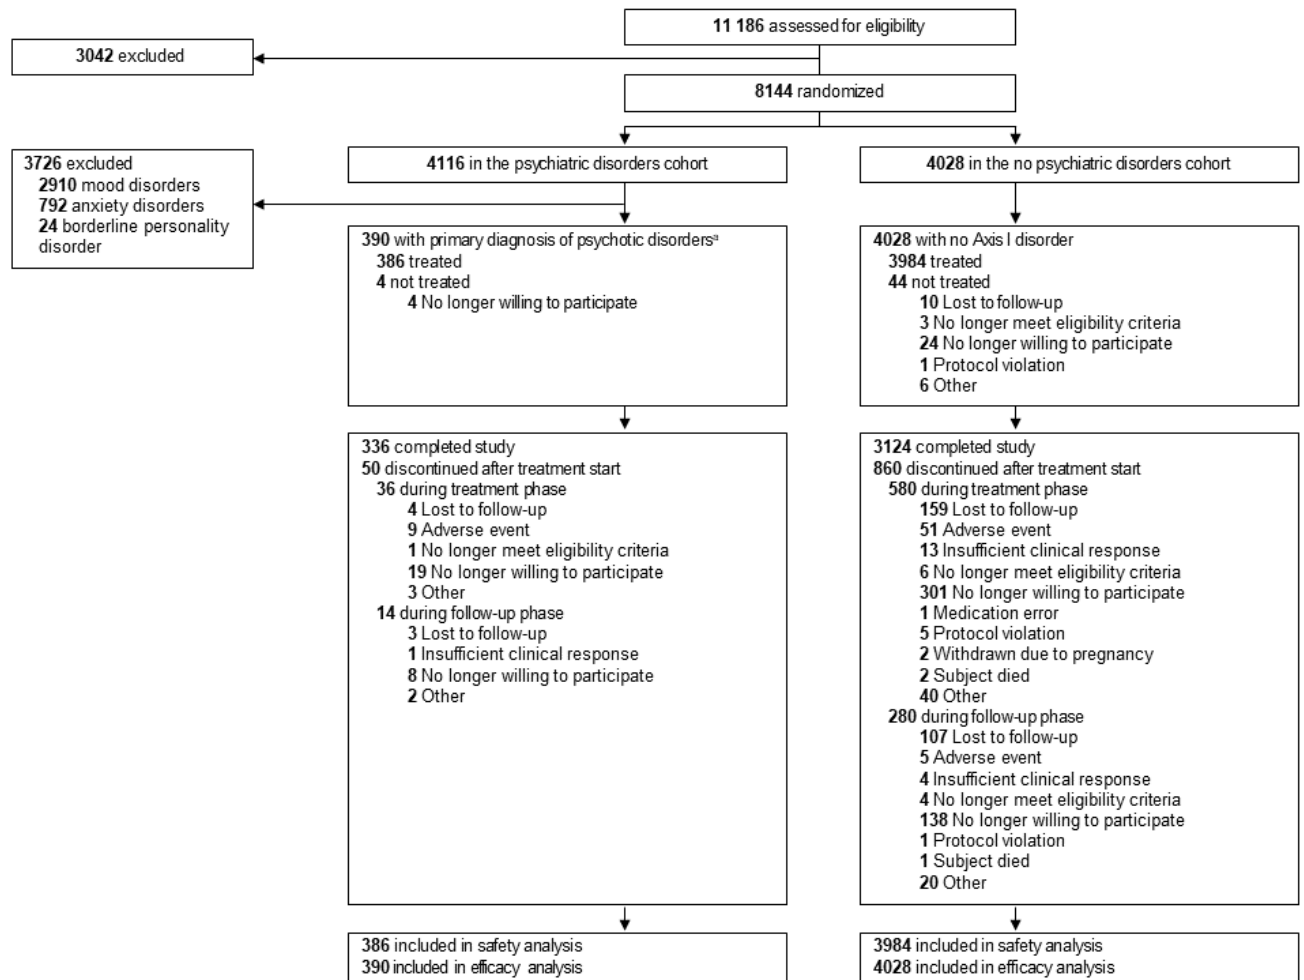 11 186 assessed for eligibility
3042 excluded
8144 randomized
4116 in the psychiatric disorders cohort
4028 in the no psychiatric disorders cohort
3726 excluded
2910 mood disorders
792 anxiety disorders
24 borderline personality
disorder
390 with primary diagnosis of psychotic disordersª
386 treated
4 not treated
4 No longer willing to participate
4028 with no Axis I disorder
3984 treated
44 not treated
10 Lost to follow-up
3 No longer meet eligibility criteria
24 No longer willing to participate
1 Protocol violation
6 Other
336 completed study
50 discontinued after treatment start
36 during treatment phase
4 Lost to follow-up
9 Adverse event
1 No longer meet eligibility criteria
19 No longer willing to participate
3 Other
14 during follow-up phase
3 Lost to follow-up
1 Insufficient clinical response
8 No longer willing to participate
2 Other
3124 completed study
860 discontinued after treatment start
580 during treatment phase
159 Lost to follow-up
51 Adverse event
13 Insufficient clinical response
6 No longer meet eligibility criteria
301 No longer willing to participate
1 Medication error
5 Protocol violation
2 Withdrawn due to pregnancy
2 Subject died
40 Other
280 during follow-up phase
107 Lost to follow-up
5 Adverse event
4 Insufficient clinical response
4 No longer meet eligibility criteria
138 No longer willing to participate
1 Protocol violation
1 Subject died
20 Other
386 included in safety analysis
390 included in efficacy analysis
3984 included in safety analysis
4028 included in efficacy analysis